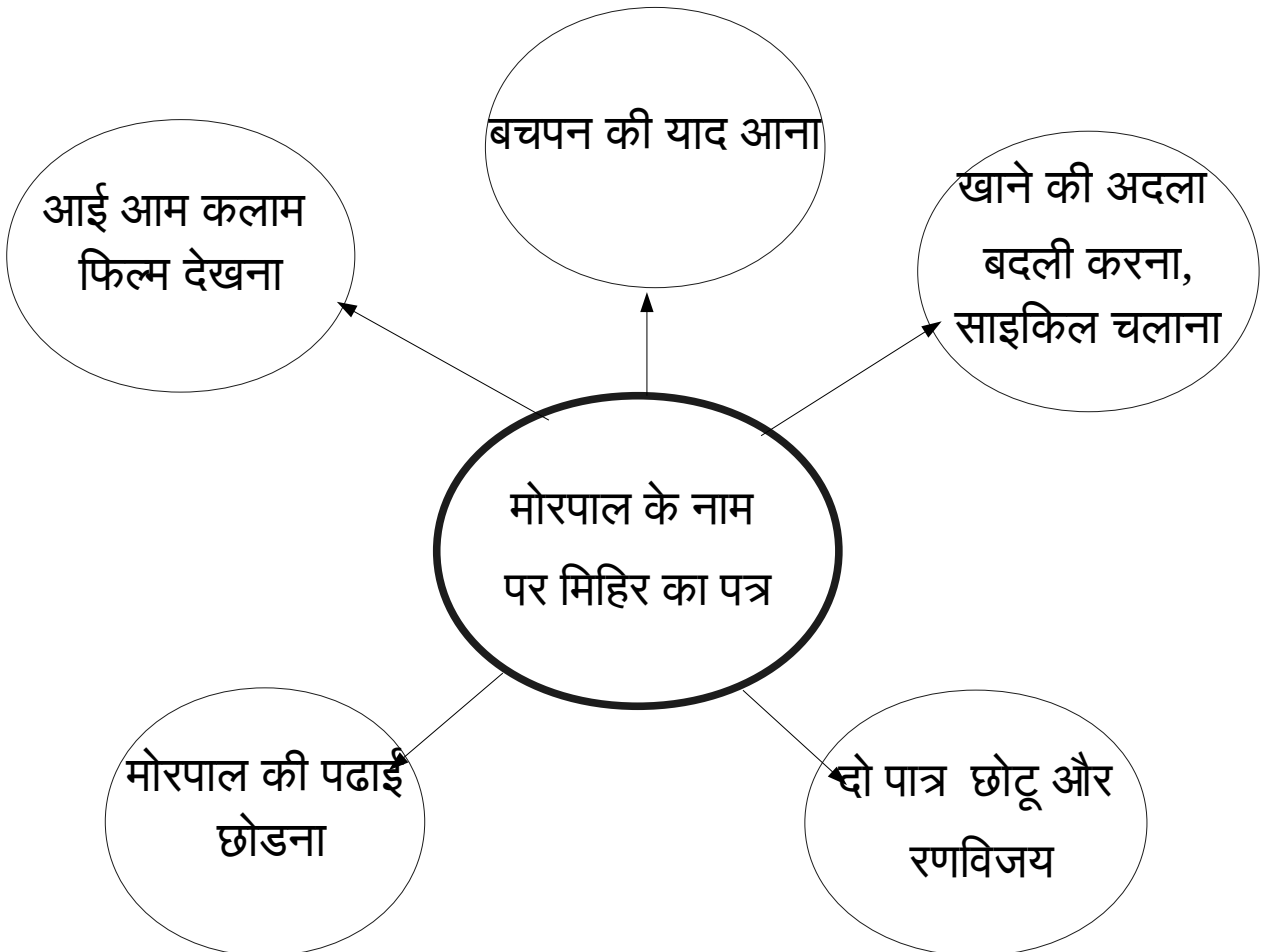 बचपन की याद आना
आई आम कलाम
फिल्म देखना
खाने की अदला
बदली करना,
साइकिल चलाना
मोरपाल के नाम
पर मिहिर का पत्र
मोरपाल की पढाई
छोडना
दो पात्र छोटू और
रणविजय